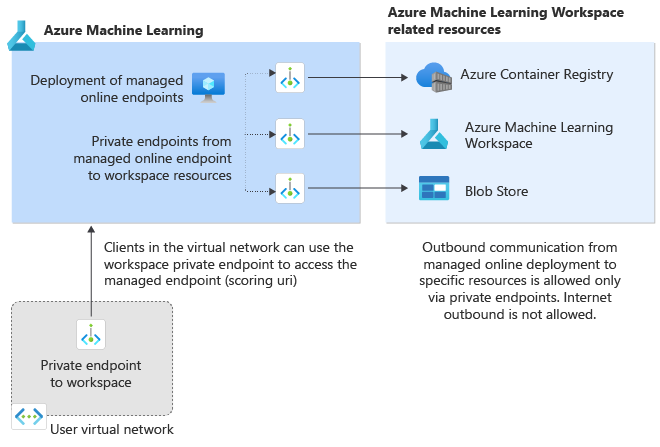 Azure Machine Learning
Azure Machine Learning Workspace
related resources
Deployment of managed
online endpoints
Private endpoints from
managed online endpoint
to workspace resources
Azure Container Registry
Azure Machine Learning
Workspace
Blob Store
Clients in the virtual network can use the
workspace private endpoint to access the
managed endpoint (scoring uri)
Outbound communication from
managed online deployment to
specific resources is allowed only
via private endpoints. Internet
outbound is not allowed.
Private endpoint
to workspace
User virtual network